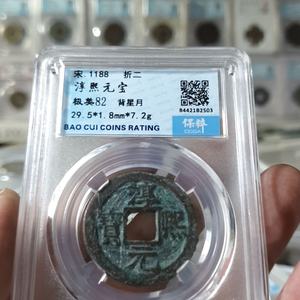 宋.1188 折二
淳熙元宝
极美82 背星月
29.5*1.8mm*7.2g
BAO CUI COINS RATING
84421B2503
保粹
淳熙元寶